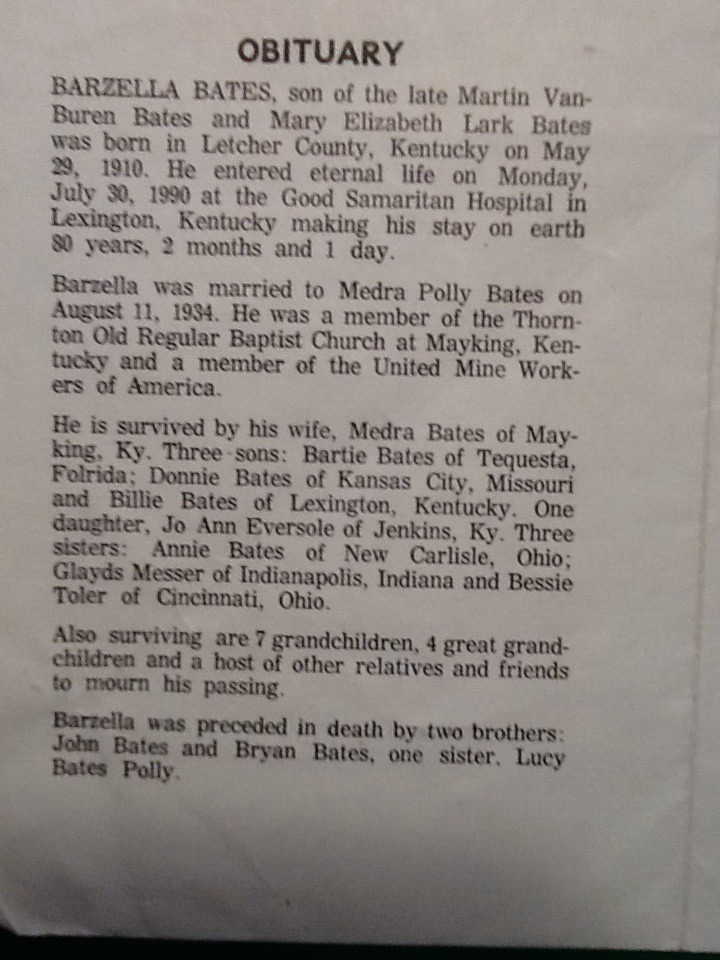 OBITUARY
BARZELLA BATES, son of the late Martin Van-
Buren Bates and Mary Elizabeth Lark Bates
was born in Letcher County, Kentucky on May
29, 1910. He entered eternal life on Monday,
July 30, 1990 at the Good Samaritan Hospital in
Lexington, Kentucky making his stay on earth
80 years, 2 months and 1 day.
Barzella was married to Medra Polly Bates on
August 11, 1934. He was a member of the Thorn-
ton Old Regular Baptist Church at Mayking, Ken-
tucky and a member of the United Mine Work-
ers of America.
He is survived by his wife, Medra Bates of May-
king, Ky. Three sons: Bartie Bates of Tequesta,
Folrida; Donnie Bates of Kansas City, Missouri
and Billie Bates of Lexington, Kentucky. One
daughter, Jo Ann Eversole of Jenkins, Ky. Three
sisters: Annie Bates of New Carlisle, Ohio;
Glayds Messer of Indianapolis, Indiana and Bessie
Toler of Cincinnati, Ohio.
Also surviving are 7 grandchildren, 4 great grand-
children and a host of other relatives and friends
to mourn his passing.
Barzella was preceded in death by two brothers:
John Bates and Bryan Bates, one sister. Lucy
Bates Polly.